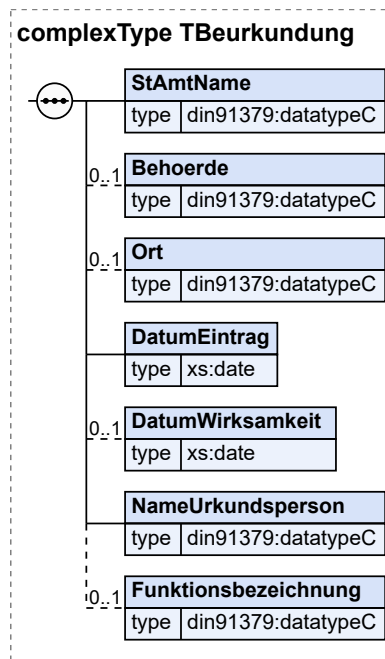 complexType TBeurkundung
StAmtName
type din91379:datatypeC
0..1 Behoerde
type din91379:datatypeC
0..1 Ort
type din91379:datatypeC
DatumEintrag
type xs:date
0..1 DatumWirksamkeit
type xs:date
NameUrkundsperson
type din91379:datatypeC
0..1 Funktionsbezeichnung
type din91379:datatypeC